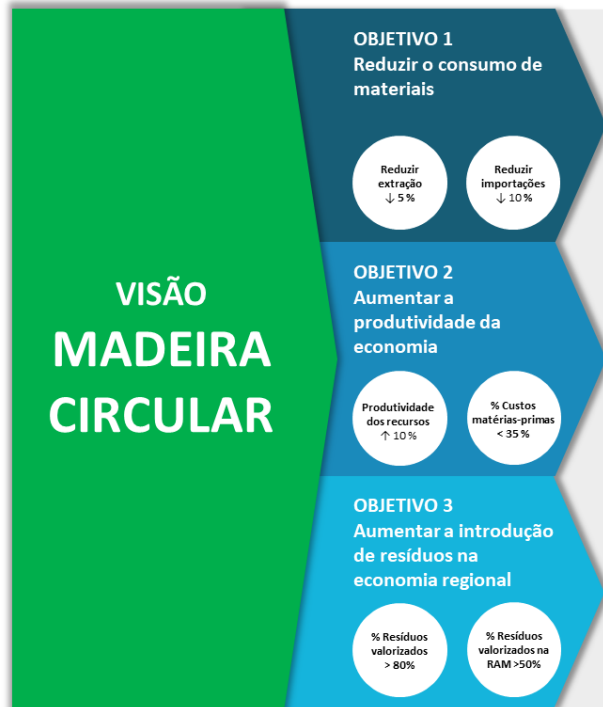 VISÃO
MADEIRA
CIRCULAR
OBJETIVO 1
Reduzir o consumo de
materiais
Reduzir
extração
↓ 5 %
Reduzir
importações
↓ 10 %
OBJETIVO 2
Aumentar a
produtividade da
economia
Produtividade
dos recursos
↑ 10 %
% Custos
matérias-primas
< 35 %
OBJETIVO 3
Aumentar a introdução
de resíduos na
economia regional
% Resíduos
valorizados
> 80%
% Resíduos
valorizados na
RAM >50%